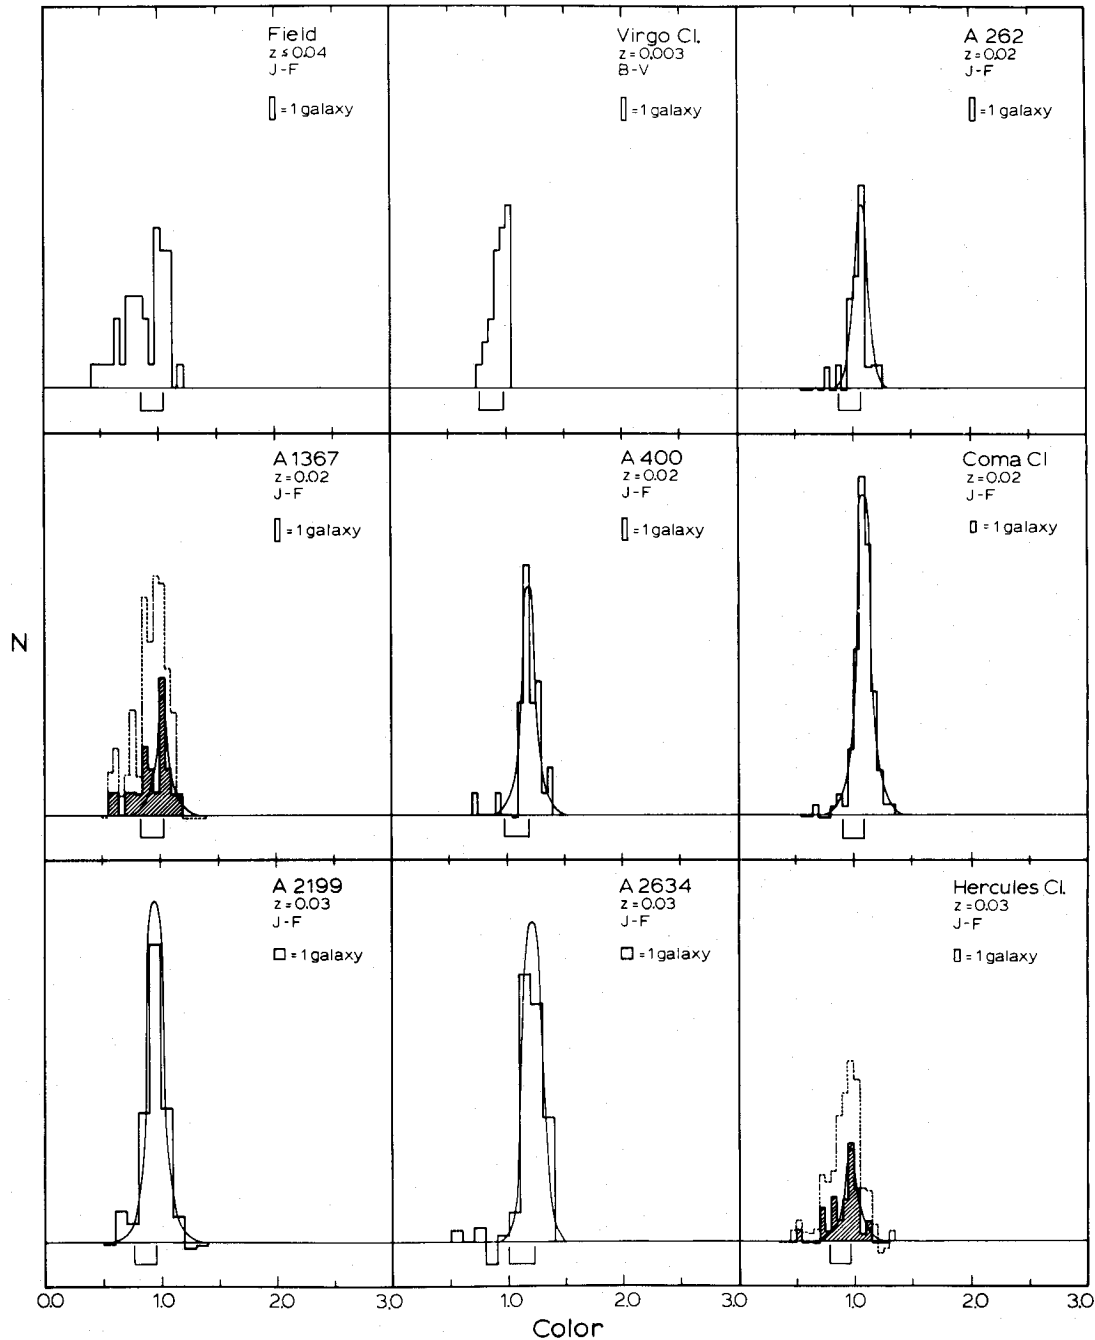 Field
z ≤ 0.04
J-F
= 1 galaxy
Virgo Cl.
z = 0.003
B-V
= 1 galaxy
A 262
z = 0.02
J-F
= 1 galaxy
A 1367
z = 0.02
J-F
= 1 galaxy
A 400
z = 0.02
J-F
= 1 galaxy
Coma Cl
z = 0.02
J-F
= 1 galaxy
N
A 2199
z = 0.03
J-F
= 1 galaxy
A 2634
z = 0.03
J-F
= 1 galaxy
Hercules Cl.
z = 0.03
J-F
= 1 galaxy
0.0 1.0 2.0 3.0 1.0 2.0 3.0 1.0 2.0 3.0
Color